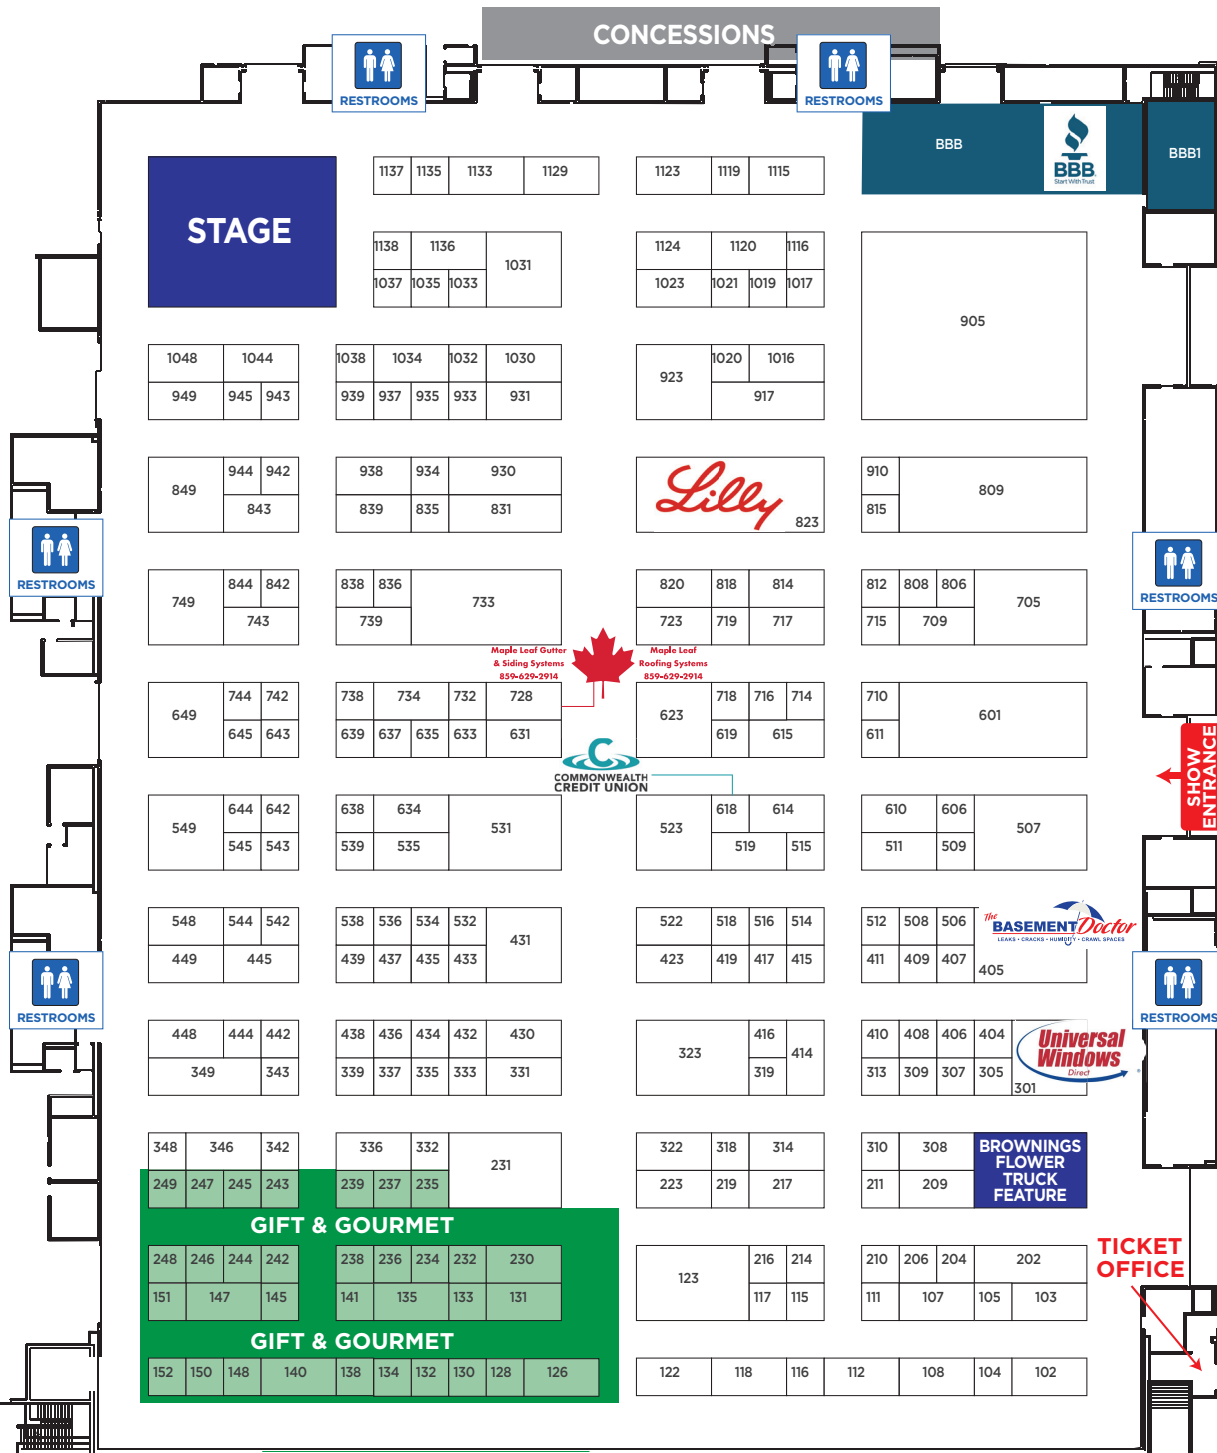 CONCESSIONS
RESTROOMS
RESTROOMS
BBB
BBB
Start With Trust
BBB1
STAGE
1137 1135 1133 1129 1123 1119 1115
1138 1136 1031 1124 1120 1116
1037 1035 1033 1023 1021 1019 1017
905
1048 1044 1038 1034 1032 1030 923 1020 1016
949 945 943 939 937 935 933 931 917
849 944 942 938 934 930 Lilly 910 809
843 839 835 831 823 815
RESTROOMS
RESTROOMS
749 844 842 838 836 733 820 818 814 812 808 806 705
743 739 723 719 717 715 709
Maple Leaf Gutter
& Siding Systems
859-629-2914
Maple Leaf
Roofing Systems
859-629-2914
649 744 742 738 734 732 728 623 718 716 714 710 601
645 643 639 637 635 633 631 619 615 611
SHOW
ENTRANCE
C
COMMONWEALTH
CREDIT UNION
549 644 642 638 634 531 523 618 614 610 606 507
545 543 539 535 519 515 511 509
548 544 542 538 536 534 532 431 522 518 516 514 512 508 506
The
BASEMENT Doctor
LEAKS • CRACKS • HUMIDITY • CRAWL SPACES
449 445 439 437 435 433 423 419 417 415 411 409 407 405
RESTROOMS
RESTROOMS
448 444 442 438 436 434 432 430 323 416 414 410 408 406 404
Universal
Windows
Direct
349 343 339 337 335 333 331 319 313 309 307 305 301
348 346 342 336 332 231 322 318 314 310 308
249 247 245 243 239 237 235 223 219 217 211 209
BROWNINGS
FLOWER
TRUCK
FEATURE
GIFT & GOURMET
248 246 244 242 238 236 234 232 230 123 216 214 210 206 204 202
151 147 145 141 135 133 131 117 115 111 107 105 103
TICKET
OFFICE
GIFT & GOURMET
152 150 148 140 138 134 132 130 128 126 122 118 116 112 108 104 102